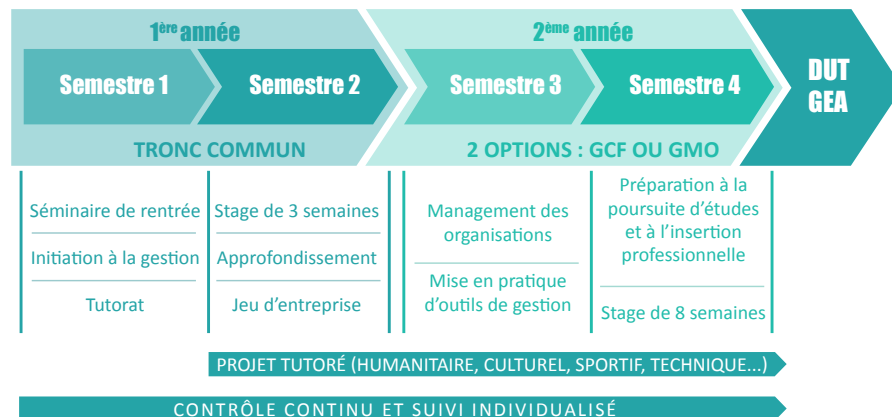 1ère année
2ème année
Semestre 1
Semestre 2
Semestre 3
Semestre 4
DUT
GEA
TRONC COMMUN
2 OPTIONS : GCF OU GMO
Séminaire de rentrée
Initiation à la gestion
Tutorat
Stage de 3 semaines
Approfondissement
Jeu d'entreprise
Management des
organisations
Mise en pratique
d'outils de gestion
Préparation à la
poursuite d'études
et à l'insertion
professionnelle
Stage de 8 semaines
PROJET TUTORÉ (HUMANITAIRE, CULTUREL, SPORTIF, TECHNIQUE...)
CONTRÔLE CONTINU ET SUIVI INDIVIDUALISÉ